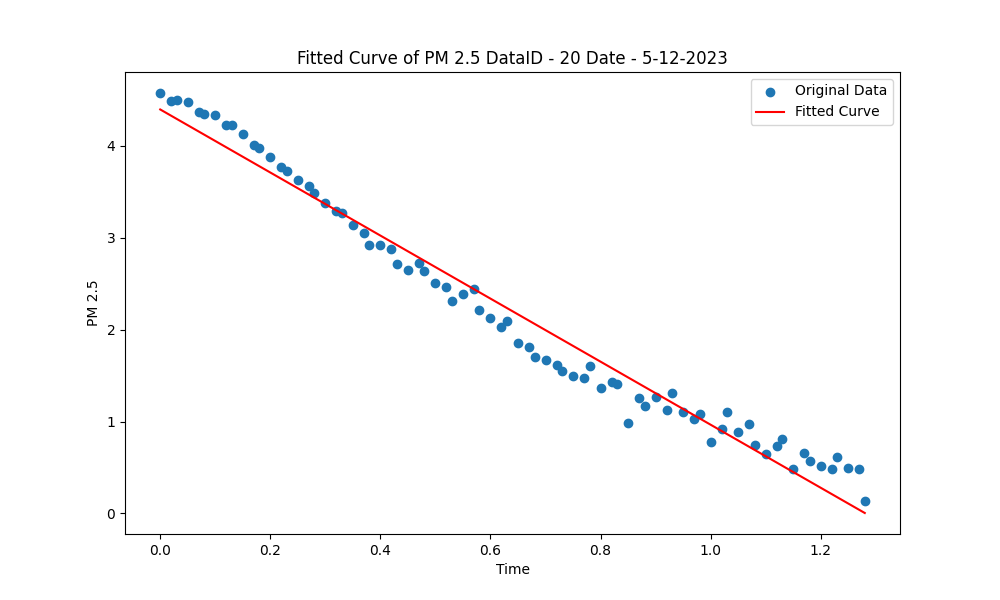 Fitted Curve of PM 2.5 DataID - 20 Date - 5-12-2023
Original Data
Fitted Curve
4
3
2
1
0
PM 2.5
0.0 0.2 0.4 0.6 0.8 1.0 1.2
Time